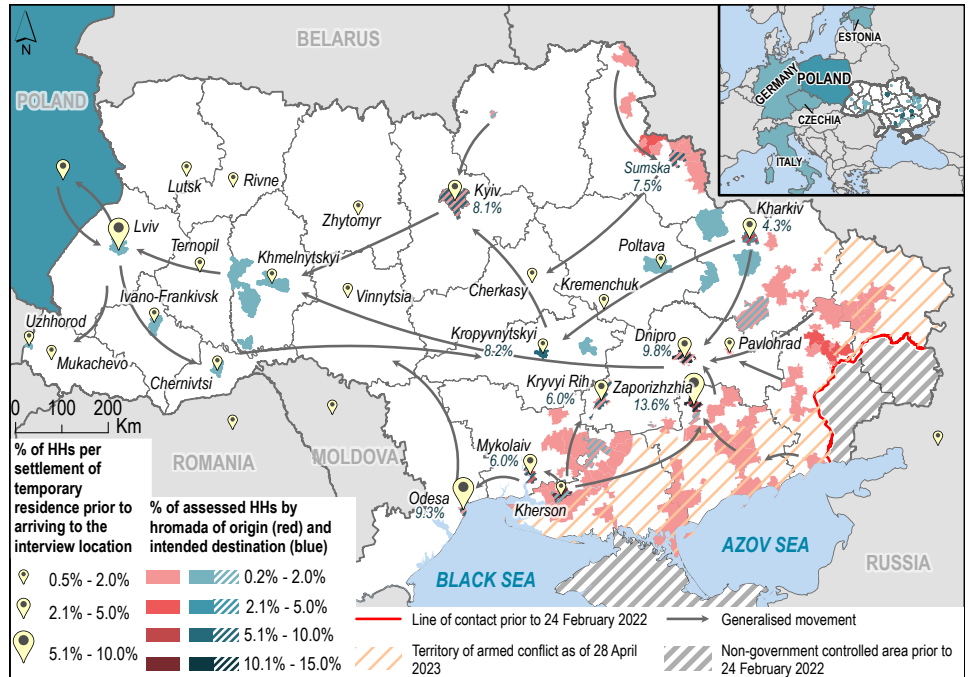 N
BELARUS
POLAND
ESTONIA
GERMANY
POLAND
CZECHIA
ITALY
Lutsk
Rivne
Zhytomyr
Kyiv
8.1%
Sumska
7.5%
Kharkiv
4.3%
Lviv
Ternopil
Khmelnytskyi
Vinnytsia
Cherkasy
Poltava
Kremenchuk
Ivano-Frankivsk
Uzhhorod
Mukachevo
Chernivtsi
Kropyvnytskyi
8.2%
Dnipro
9.8%
Pavlohrad
Kryvyi Rih
6.0%
Zaporizhzhia
13.6%
Mykolaiv
6.0%
Odesa
9.3%
Kherson
ROMANIA
MOLDOVA
RUSSIA
BLACK SEA
AZOV SEA
0 100 200
Km
% of HHs per
settlement of
temporary
residence prior to
arriving to the
interview location
0.5% - 2.0%
2.1% - 5.0%
5.1% - 10.0%
% of assessed HHs by
hromada of origin (red) and
intended destination (blue)
0.2% - 2.0%
2.1% - 5.0%
5.1% - 10.0%
10.1% - 15.0%
Line of contact prior to 24 February 2022
Generalised movement
Territory of armed conflict as of 28 April
2023
Non-government controlled area prior to
24 February 2022